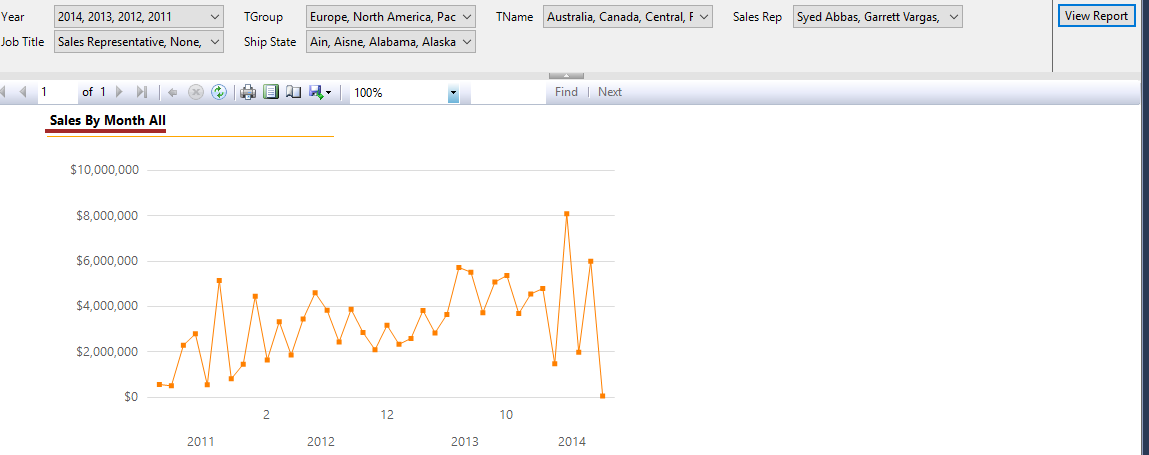 Year 2014, 2013, 2012, 2011 TGroup Europe, North America, Pac TName Australia, Canada, Central, F Sales Rep Syed Abbas, Garrett Vargas, View Report
Job Title Sales Representative, None, Ship State Ain, Aisne, Alabama, Alaska
1 of 1 100% Find | Next
Sales By Month All
$10,000,000
$8,000,000
$6,000,000
$4,000,000
$2,000,000
$0
2 12 10
2011 2012 2013 2014